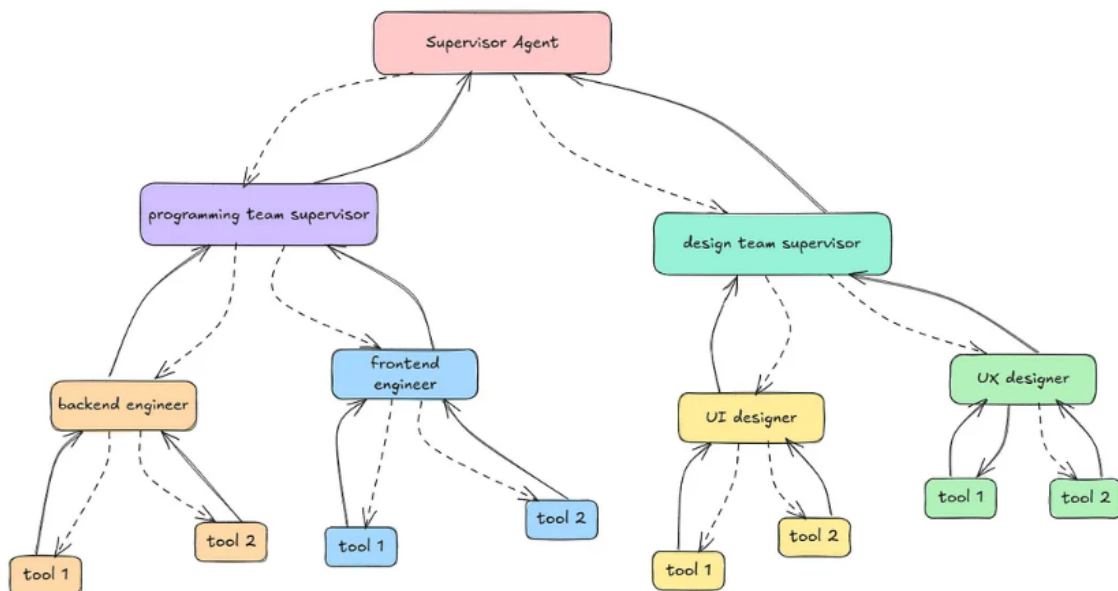 Supervisor Agent
programming team supervisor
design team supervisor
frontend
engineer
UX designer
backend engineer
UI designer
tool 1
tool 2
tool 1
tool 2
tool 1
tool 2
tool 1
tool 2